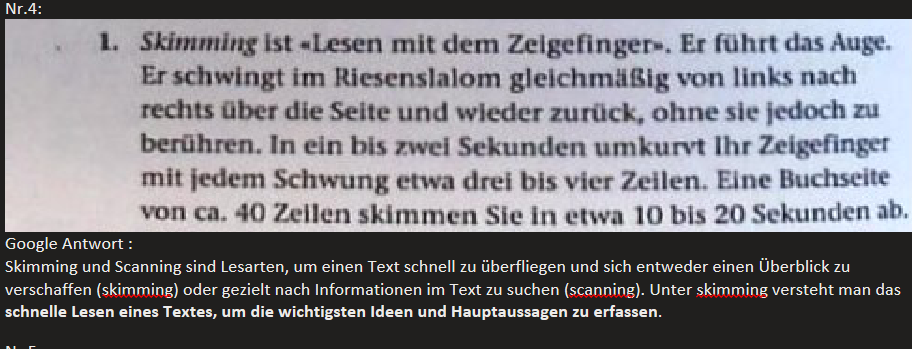 Nr.4:
1. Skimming ist «Lesen mit dem Zeigefinger». Er führt das Auge.
Er schwingt im Riesenslalom gleichmäßig von links nach
rechts über die Seite und wieder zurück, ohne sie jedoch zu
berühren. In ein bis zwei Sekunden umkurvt Ihr Zeigefinger
mit jedem Schwung etwa drei bis vier Zeilen. Eine Buchseite
von ca. 40 Zeilen skimmen Sie in etwa 10 bis 20 Sekunden ab.
Google Antwort :
Skimming und Scanning sind Lesarten, um einen Text schnell zu überfliegen und sich entweder einen Überblick zu
verschaffen (skimming) oder gezielt nach Informationen im Text zu suchen (scanning). Unter skimming versteht man das
schnelle Lesen eines Textes, um die wichtigsten Ideen und Hauptaussagen zu erfassen.